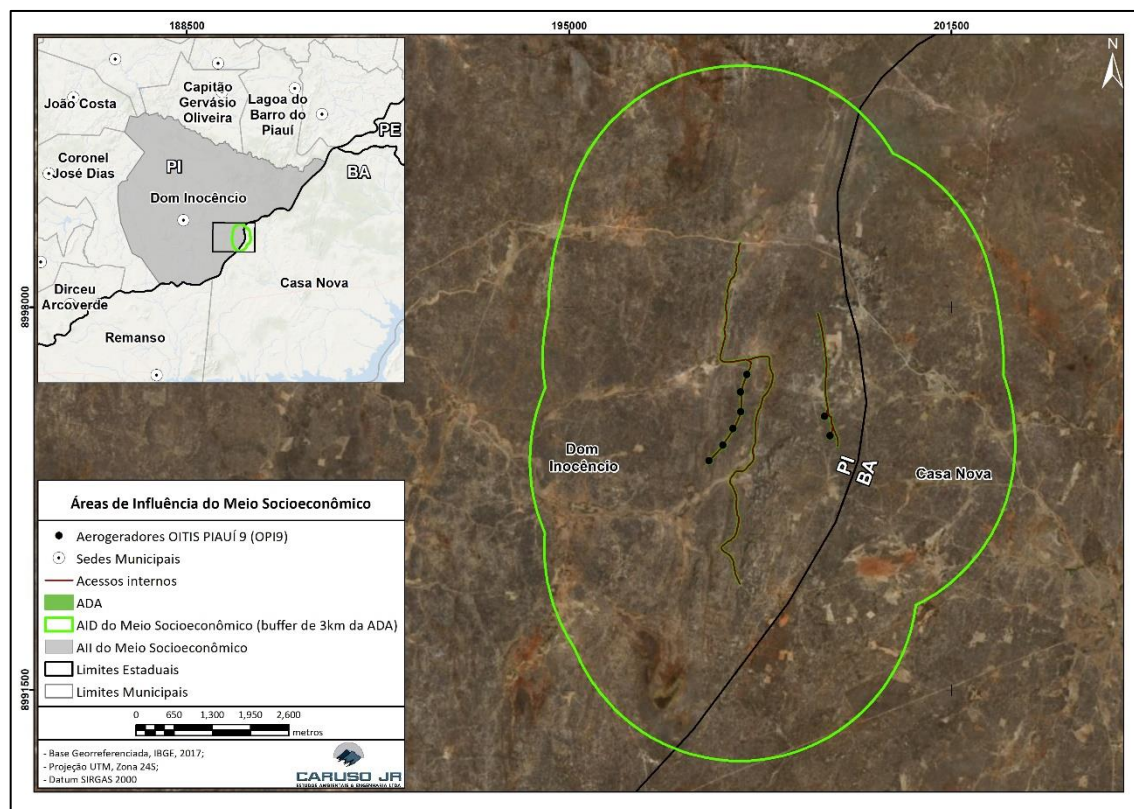 188500
195000
201500
8998000
8991500
N
João Costa
Capitão
Gervásio
Oliveira
Lagoa do
Barro do
Piauí
PE
BA
Coronel
José Dias
PI
Dom Inocêncio
Casa Nova
Dirceu
Arcoverde
Remanso
Dom
Inocêncio
PI
BA
Casa Nova
Áreas de Influência do Meio Socioeconômico
Aerogeradores OITIS PIAUÍ 9 (OPI9)
Sedes Municipais
Acessos internos
ADA
AID do Meio Socioeconômico (buffer de 3km da ADA)
AII do Meio Socioeconômico
Limites Estaduais
Limites Municipais
0 650 1,300 1,950 2,600
metros
- Base Georreferenciada, IBGE, 2017;
- Projeção UTM, Zona 24S;
- Datum SIRGAS 2000
CARUSO JR
ESTUDOS AMBIENTAIS & ENGENHARIA LTDA